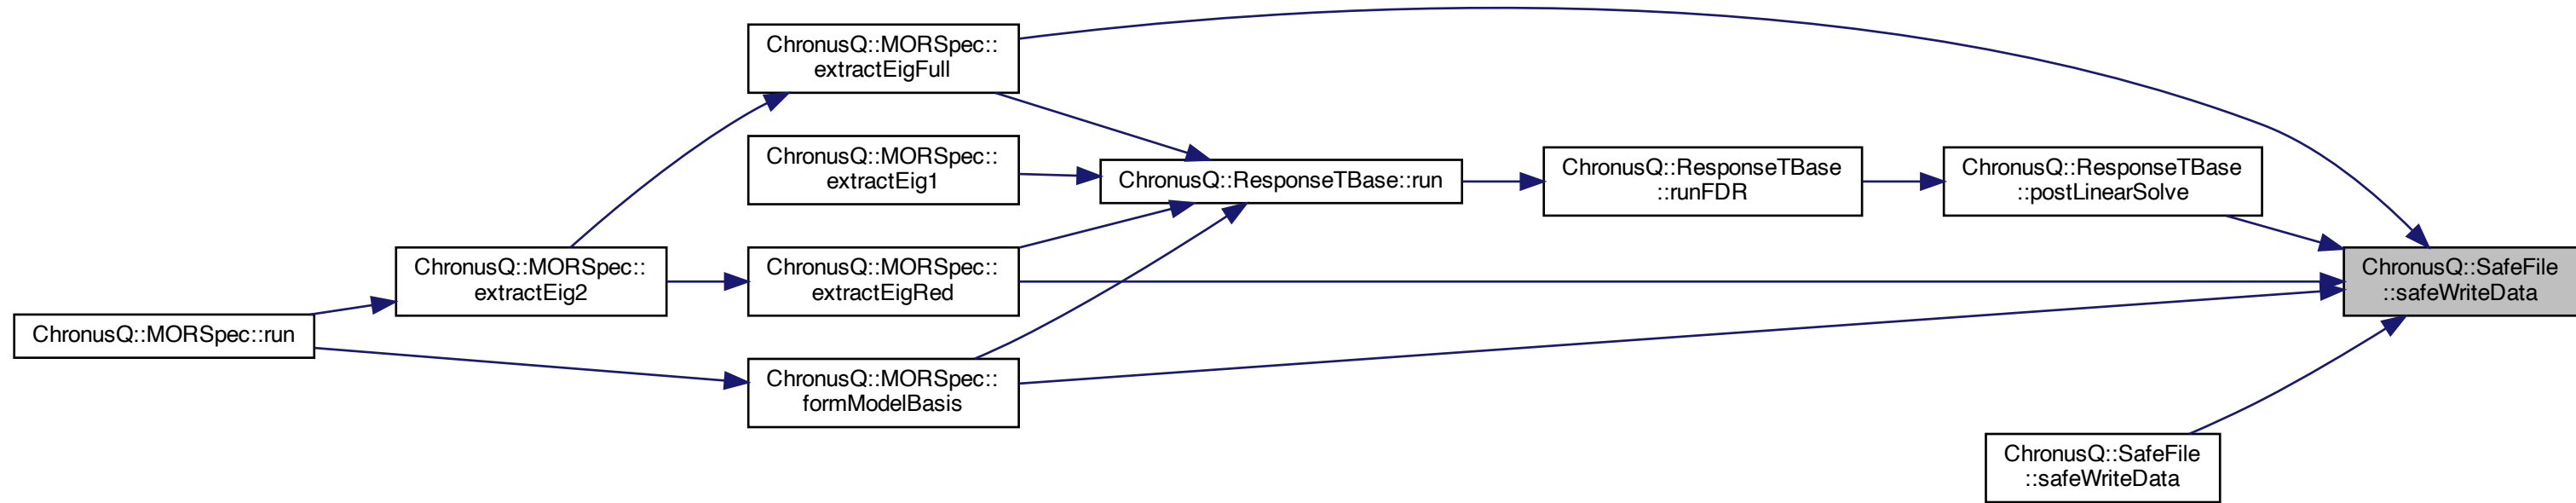 ChronusQ::MORSpec::
extractEigFull
ChronusQ::MORSpec::
extractEig1
ChronusQ::ResponseTBase::run
ChronusQ::ResponseTBase
::runFDR
ChronusQ::ResponseTBase
::postLinearSolve
ChronusQ::MORSpec::
extractEig2
ChronusQ::MORSpec::
extractEigRed
ChronusQ::SafeFile
::safeWriteData
ChronusQ::MORSpec::run
ChronusQ::MORSpec::
formModelBasis
ChronusQ::SafeFile
::safeWriteData